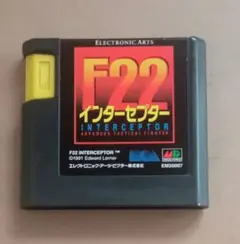 ELECTRONIC ARTS
F22
インターセプター
INTERCEPTOR
ADVANCED TACTICAL FIGHTER
F22 INTERCEPTOR™
©1991 Edward Lerner
エレクトロニック・アーツ・ビクター株式会社
EM30007